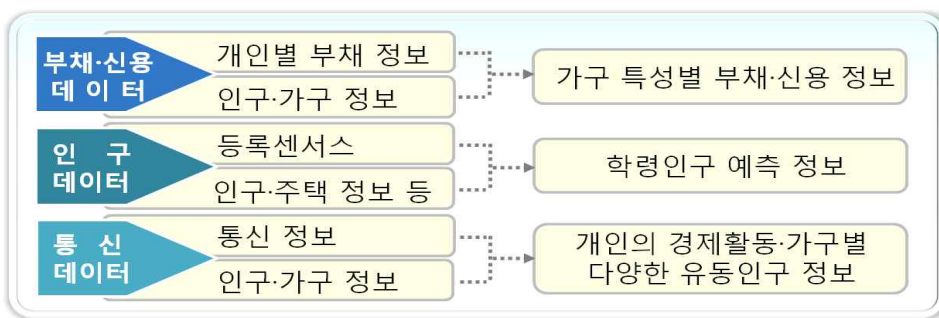 부채·신용
데 이 터
개인별 부채 정보
인구·가구 정보
가구 특성별 부채·신용 정보
인 구
데이터
등록센서스
인구·주택 정보 등
학령인구 예측 정보
통 신
데이터
통신 정보
인구·가구 정보
개인의 경제활동·가구별
다양한 유동인구 정보